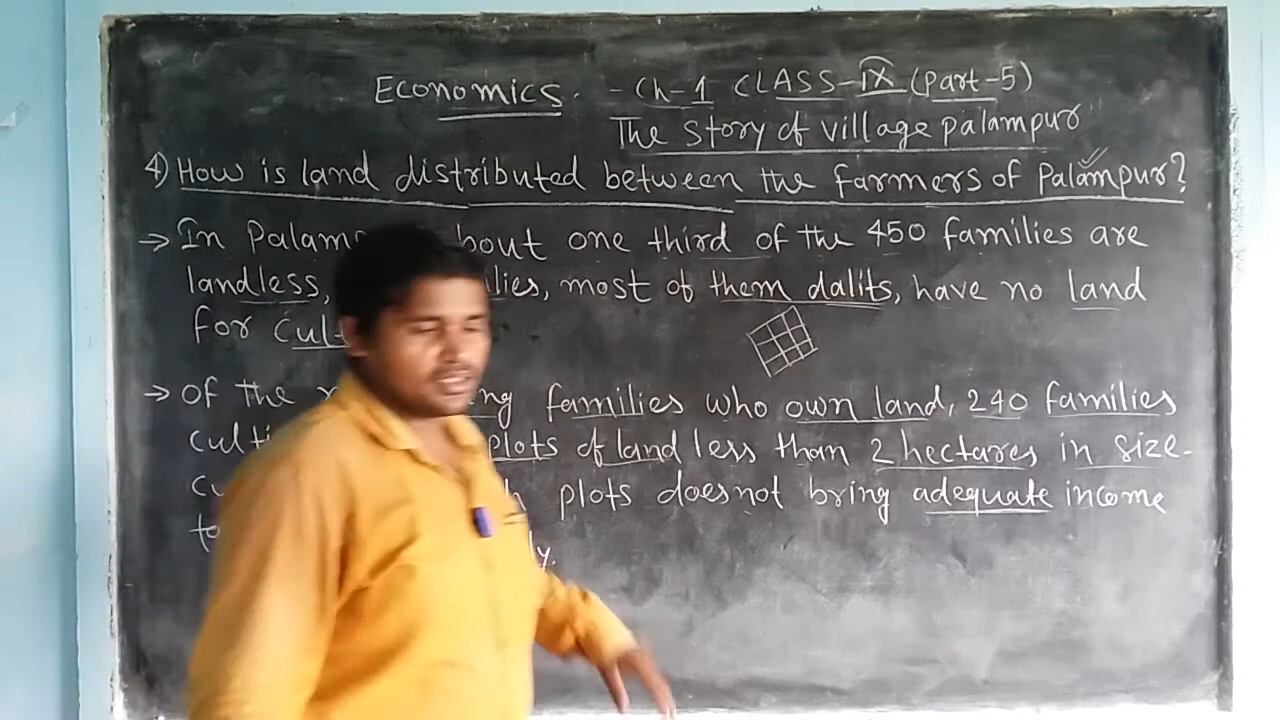 Economics. - Ch-1 CLASS-IX (Part-5)
The Story of village palampur"
4) How is land distributed between the farmers of Palampur?
→ In Palam bout one third of the 450 families are
landless, lies, most of them dalits, have no land
for cult
→ of the ng families who own land, 240 families
culti plots of land less than 2 hectares in size.
cu h plots does not bring adequate income
to y.